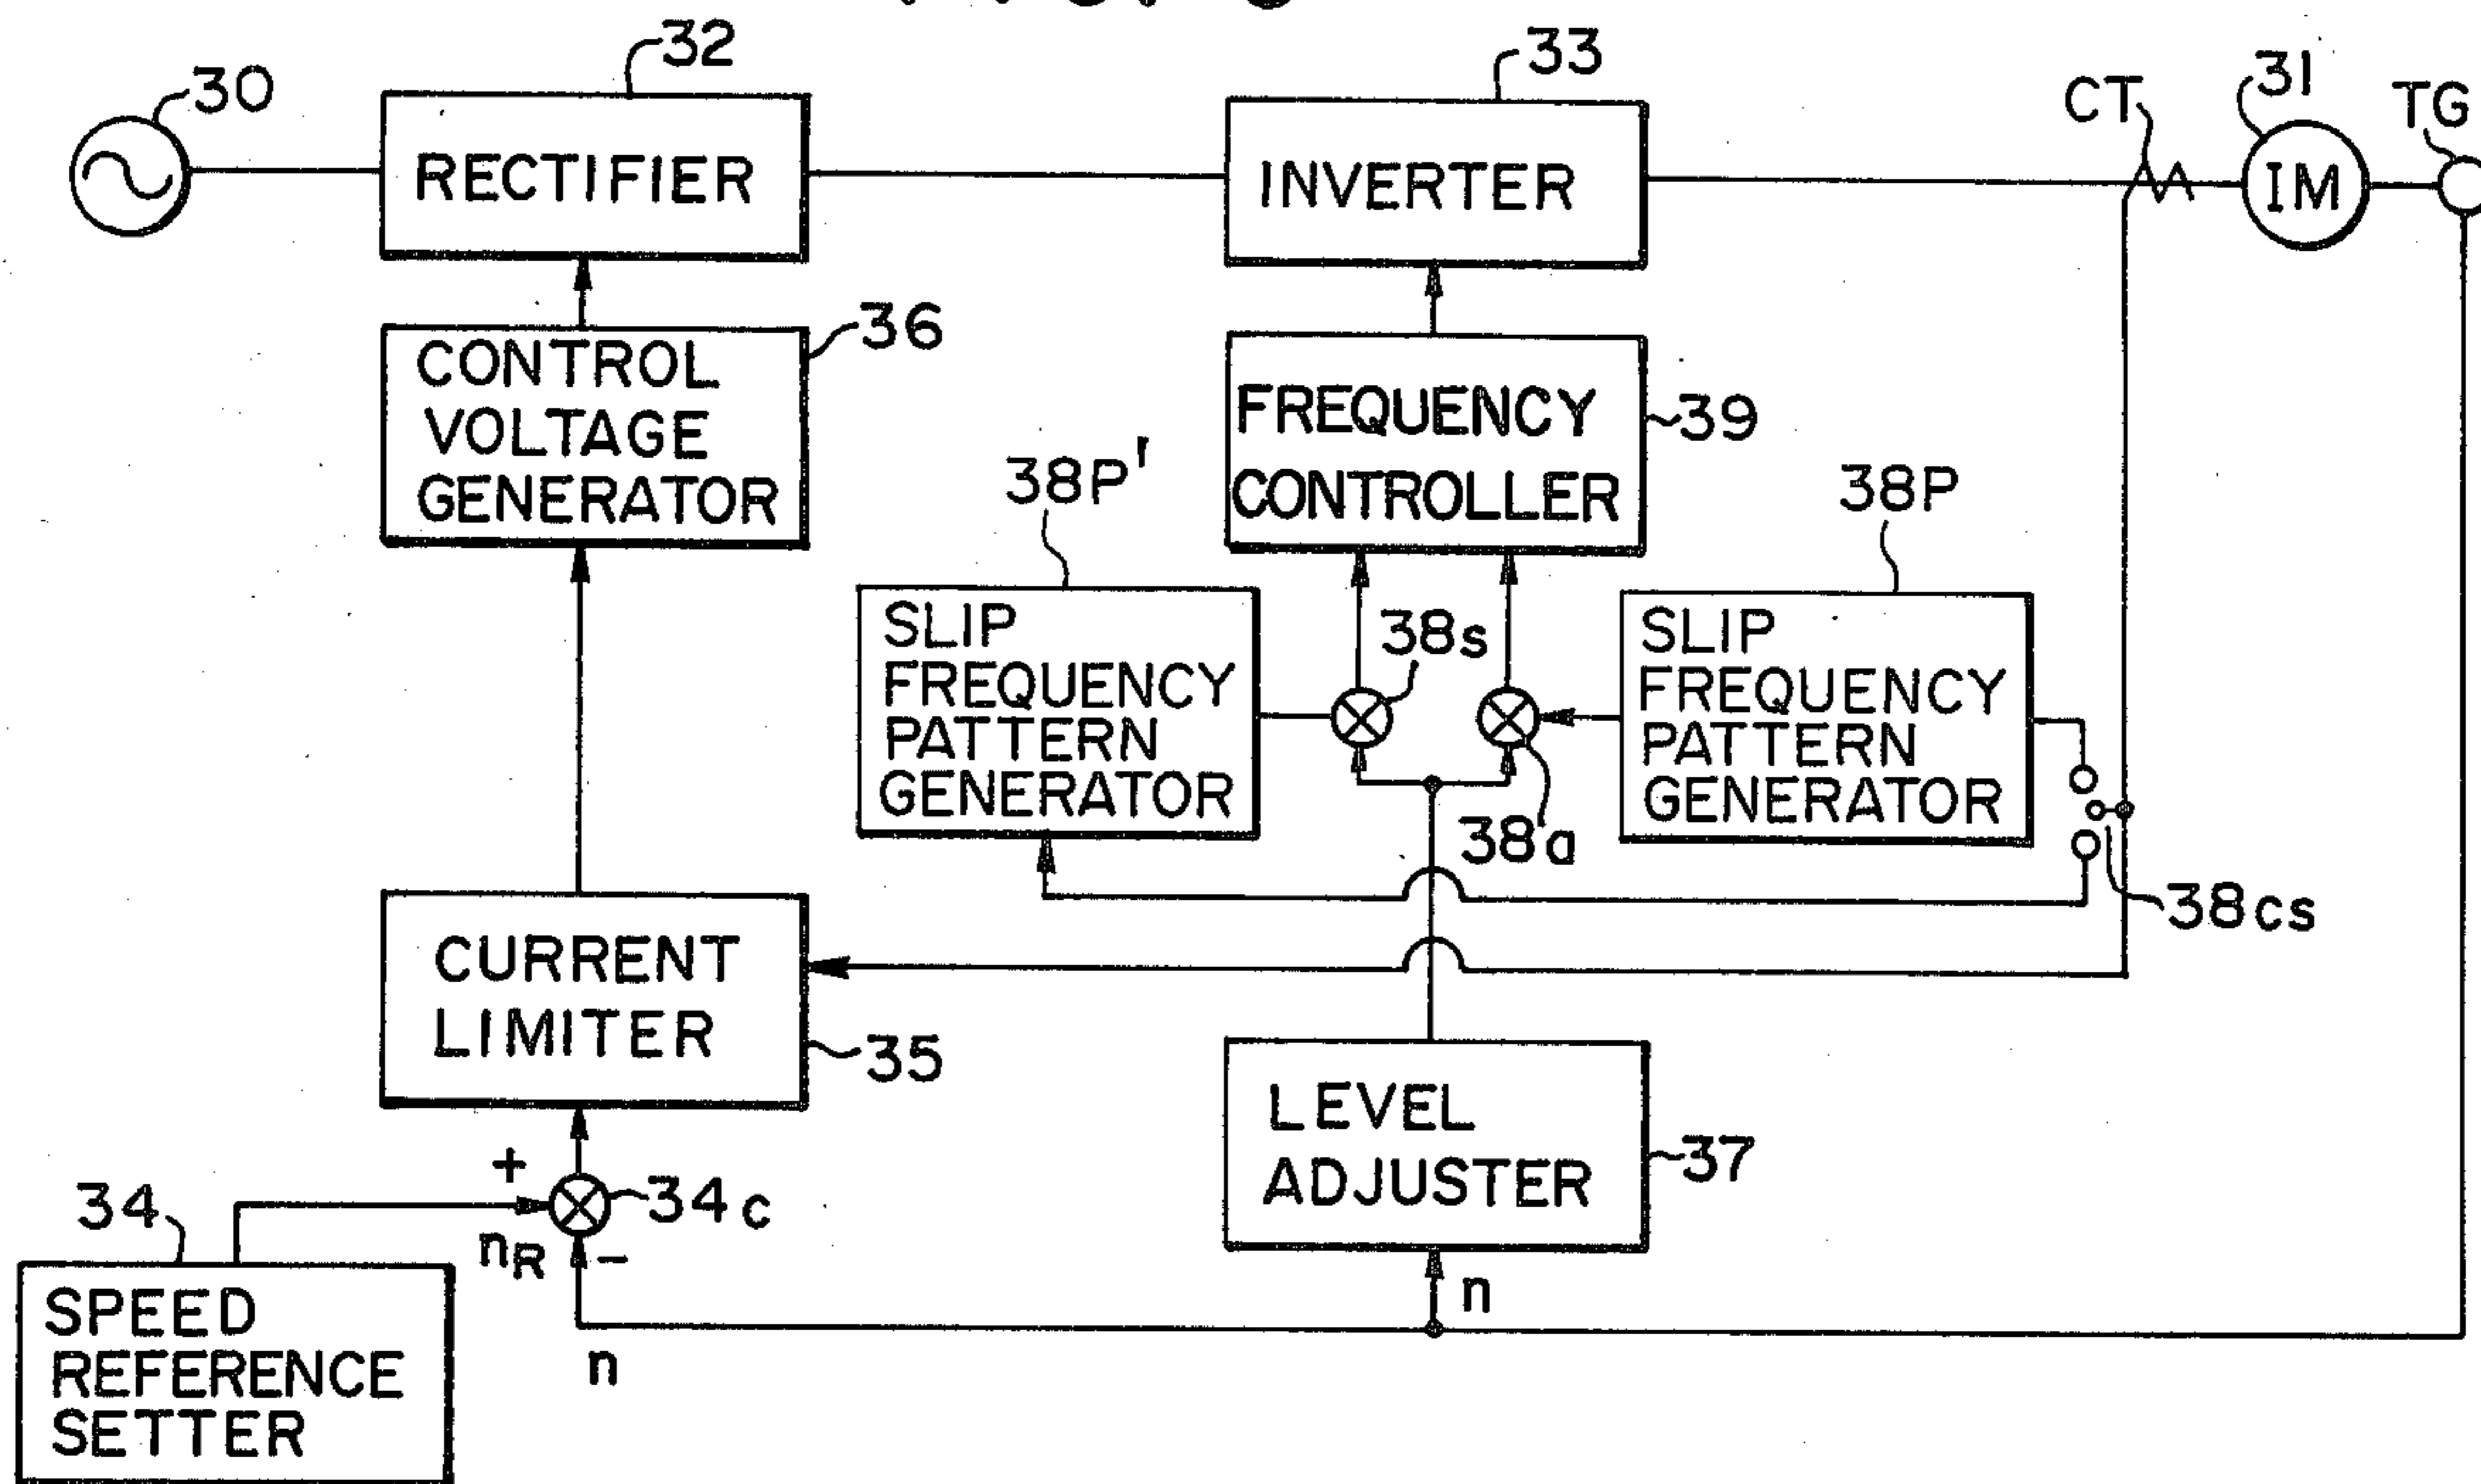 30
32
33
CT
31
TG
RECTIFIER
INVERTER
IM
36
CONTROL
VOLTAGE
GENERATOR
FREQUENCY
CONTROLLER
39
38P'
38P
SLIP
FREQUENCY
PATTERN
GENERATOR
38s
38a
SLIP
FREQUENCY
PATTERN
GENERATOR
38cs
CURRENT
LIMITER
35
LEVEL
ADJUSTER
37
34
+
34c
nR
-
n
n
SPEED
REFERENCE
SETTER